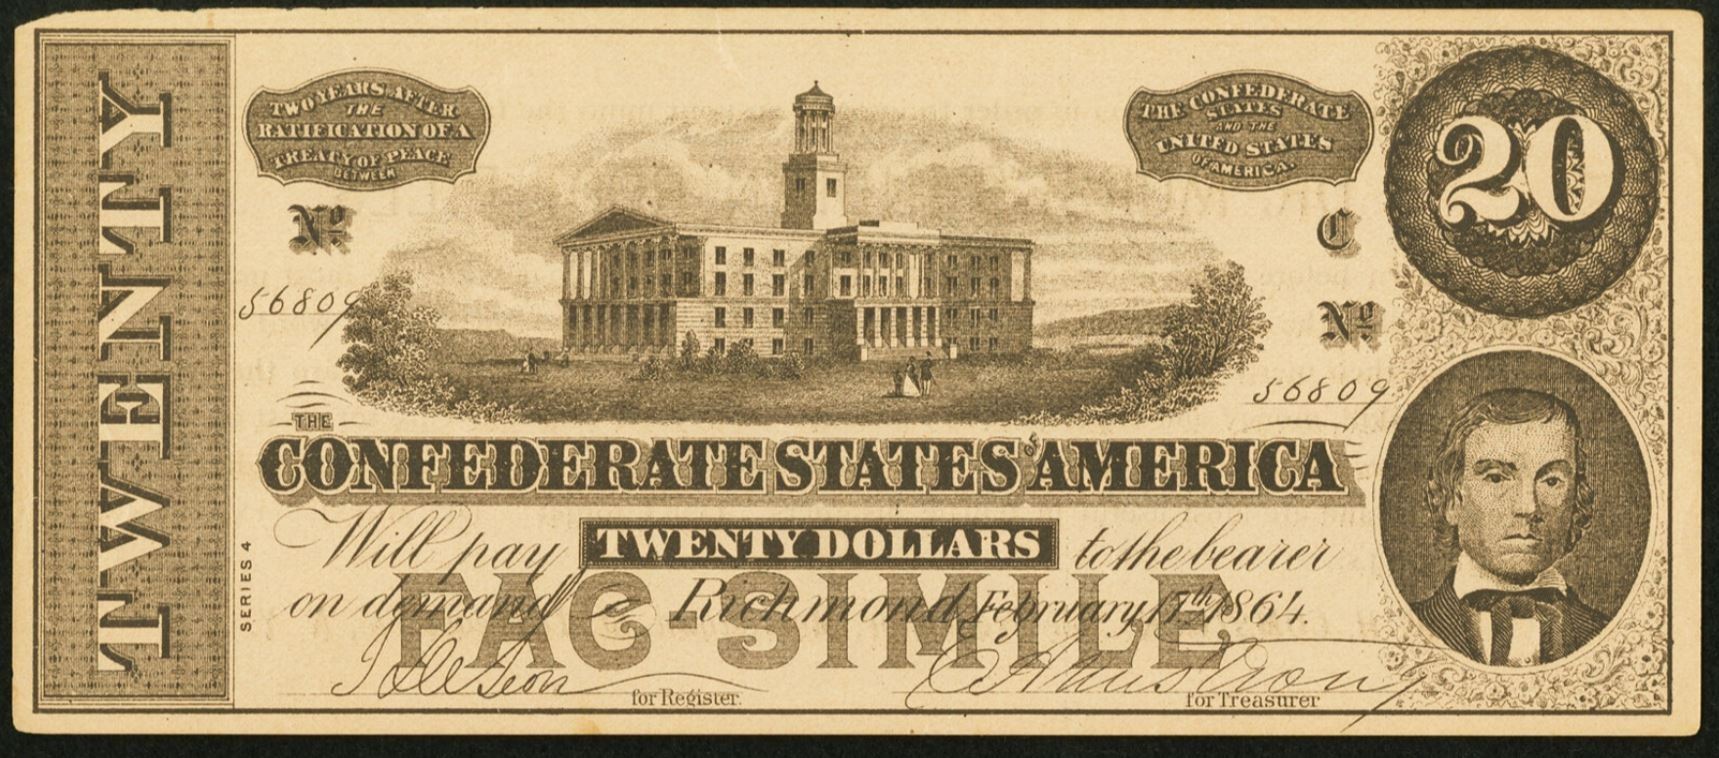 TWENTY
TWO YEARS AFTER
THE
RATIFICATION OF A
TREATY OF PEACE
BETWEEN
THE CONFEDERATE
STATES
AND THE
UNITED STATES
OF AMERICA.
20
Nº
C
56809
Nº
56809
THE
CONFEDERATE STATES OF AMERICA
Will pay TWENTY DOLLARS to the bearer
on demand Richmond February 17th 1864.
FAC-SIMILE
SERIES 4
for Register.
for Treasurer